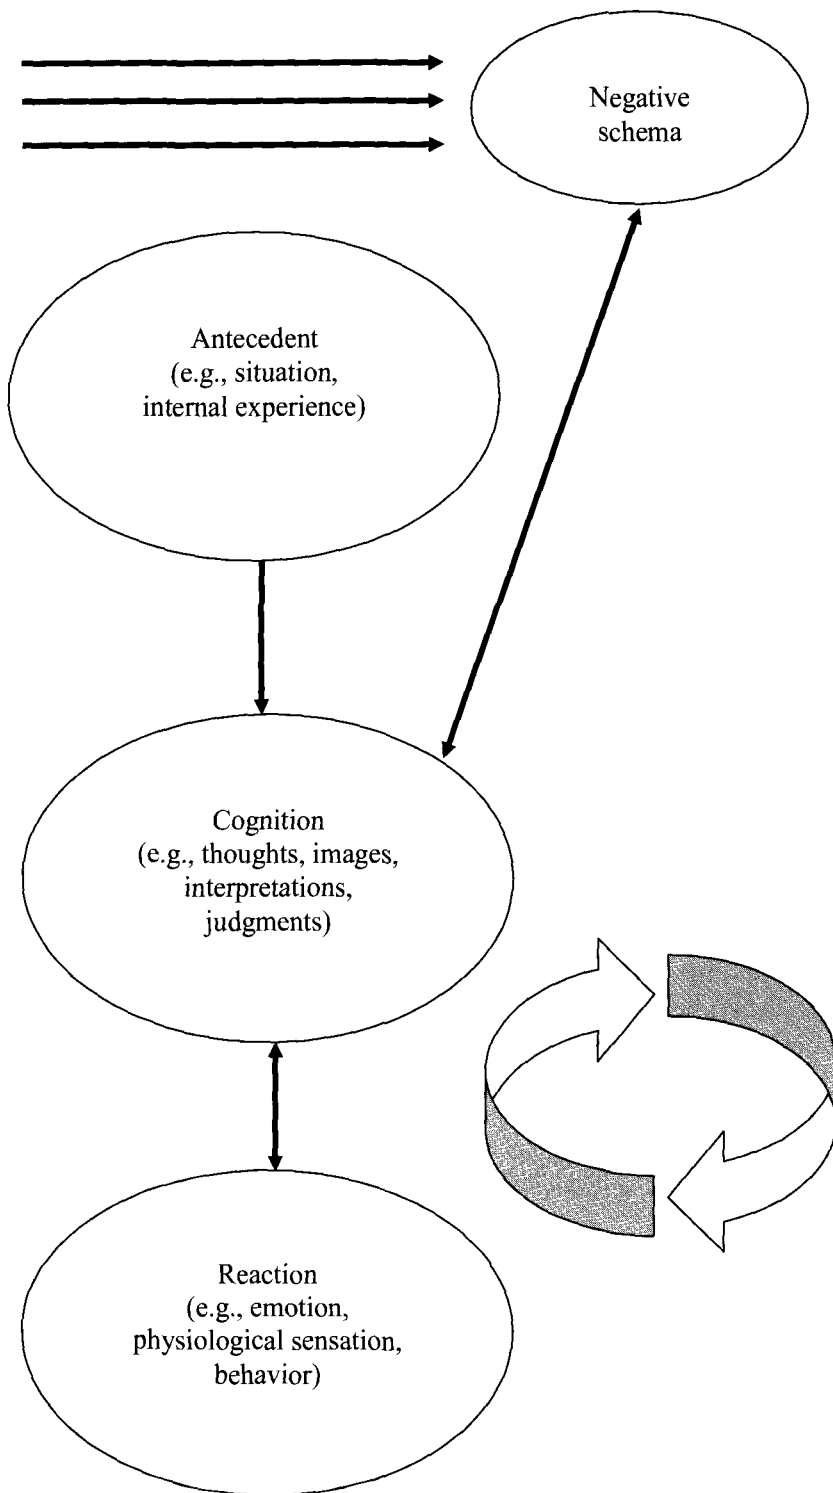 Negative
schema
Antecedent
(e.g., situation,
internal experience)
Cognition
(e.g., thoughts, images,
interpretations,
judgments)
Reaction
(e.g., emotion,
physiological sensation,
behavior)